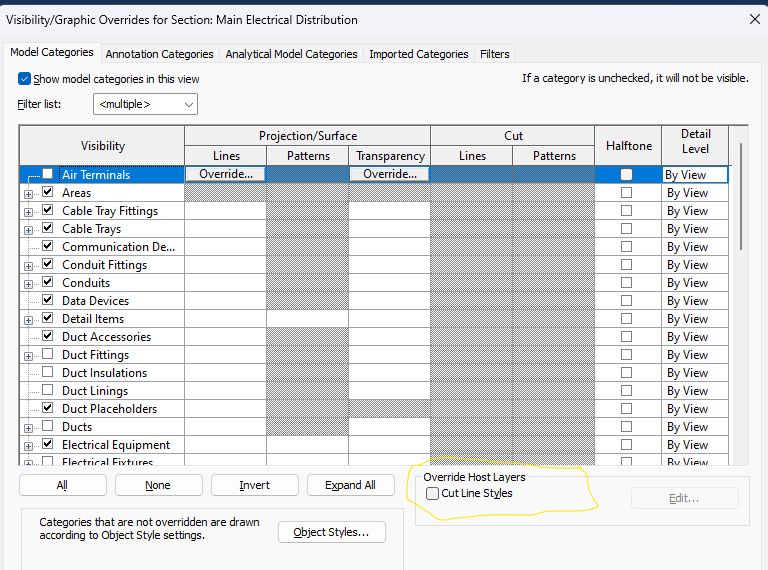 Visibility/Graphic Overrides for Section: Main Electrical Distribution
Model Categories Annotation Categories Analytical Model Categories Imported Categories Filters
Show model categories in this view
If a category is unchecked, it will not be visible.
Filter list: <multiple>
Visibility Projection/Surface Cut Halftone Detail Level
Lines Patterns Transparency Lines Patterns
Air Terminals Override... Override... By View
Areas By View
Cable Tray Fittings By View
Cable Trays By View
Communication De... By View
Conduit Fittings By View
Conduits By View
Data Devices By View
Detail Items By View
Duct Accessories By View
Duct Fittings By View
Duct Insulations By View
Duct Linings By View
Duct Placeholders By View
Ducts By View
Electrical Equipment By View
Electrical Fixtures By View
All None Invert Expand All
Override Host Layers
Cut Line Styles Edit...
Categories that are not overridden are drawn
according to Object Style settings.
Object Styles...